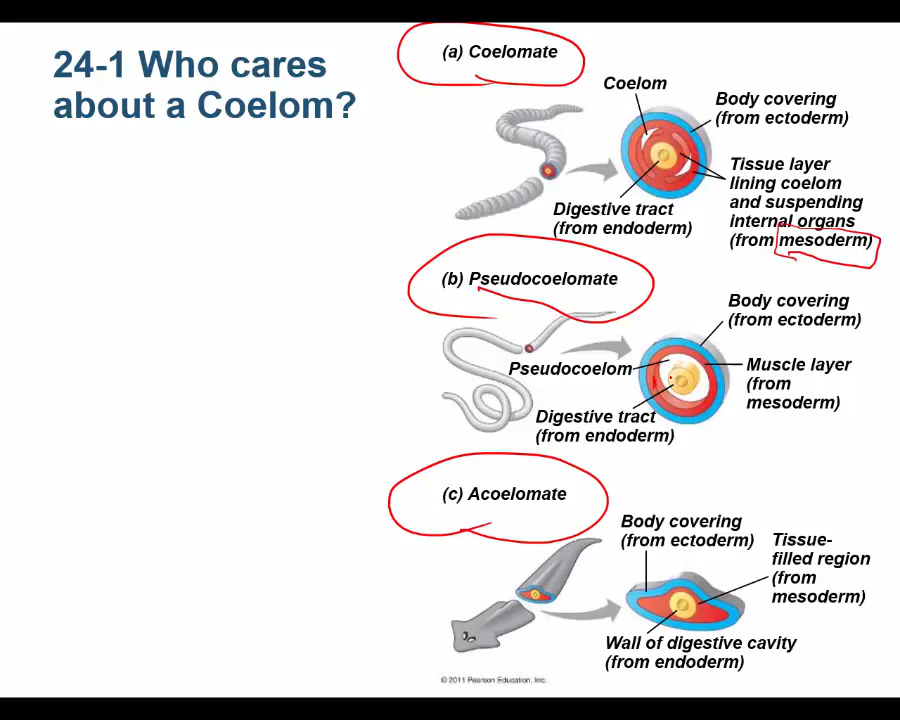 24-1 Who cares
about a Coelom?
(a) Coelomate
Coelom
Body covering
(from ectoderm)
Tissue layer
lining coelom
and suspending
internal organs
(from mesoderm)
Digestive tract
(from endoderm)
(b) Pseudocoelomate
Body covering
(from ectoderm)
Pseudocoelom
Muscle layer
(from
mesoderm)
Digestive tract
(from endoderm)
(c) Acoelomate
Body covering
(from ectoderm)
Tissue-
filled region
(from
mesoderm)
Wall of digestive cavity
(from endoderm)
© 2011 Pearson Education, Inc.